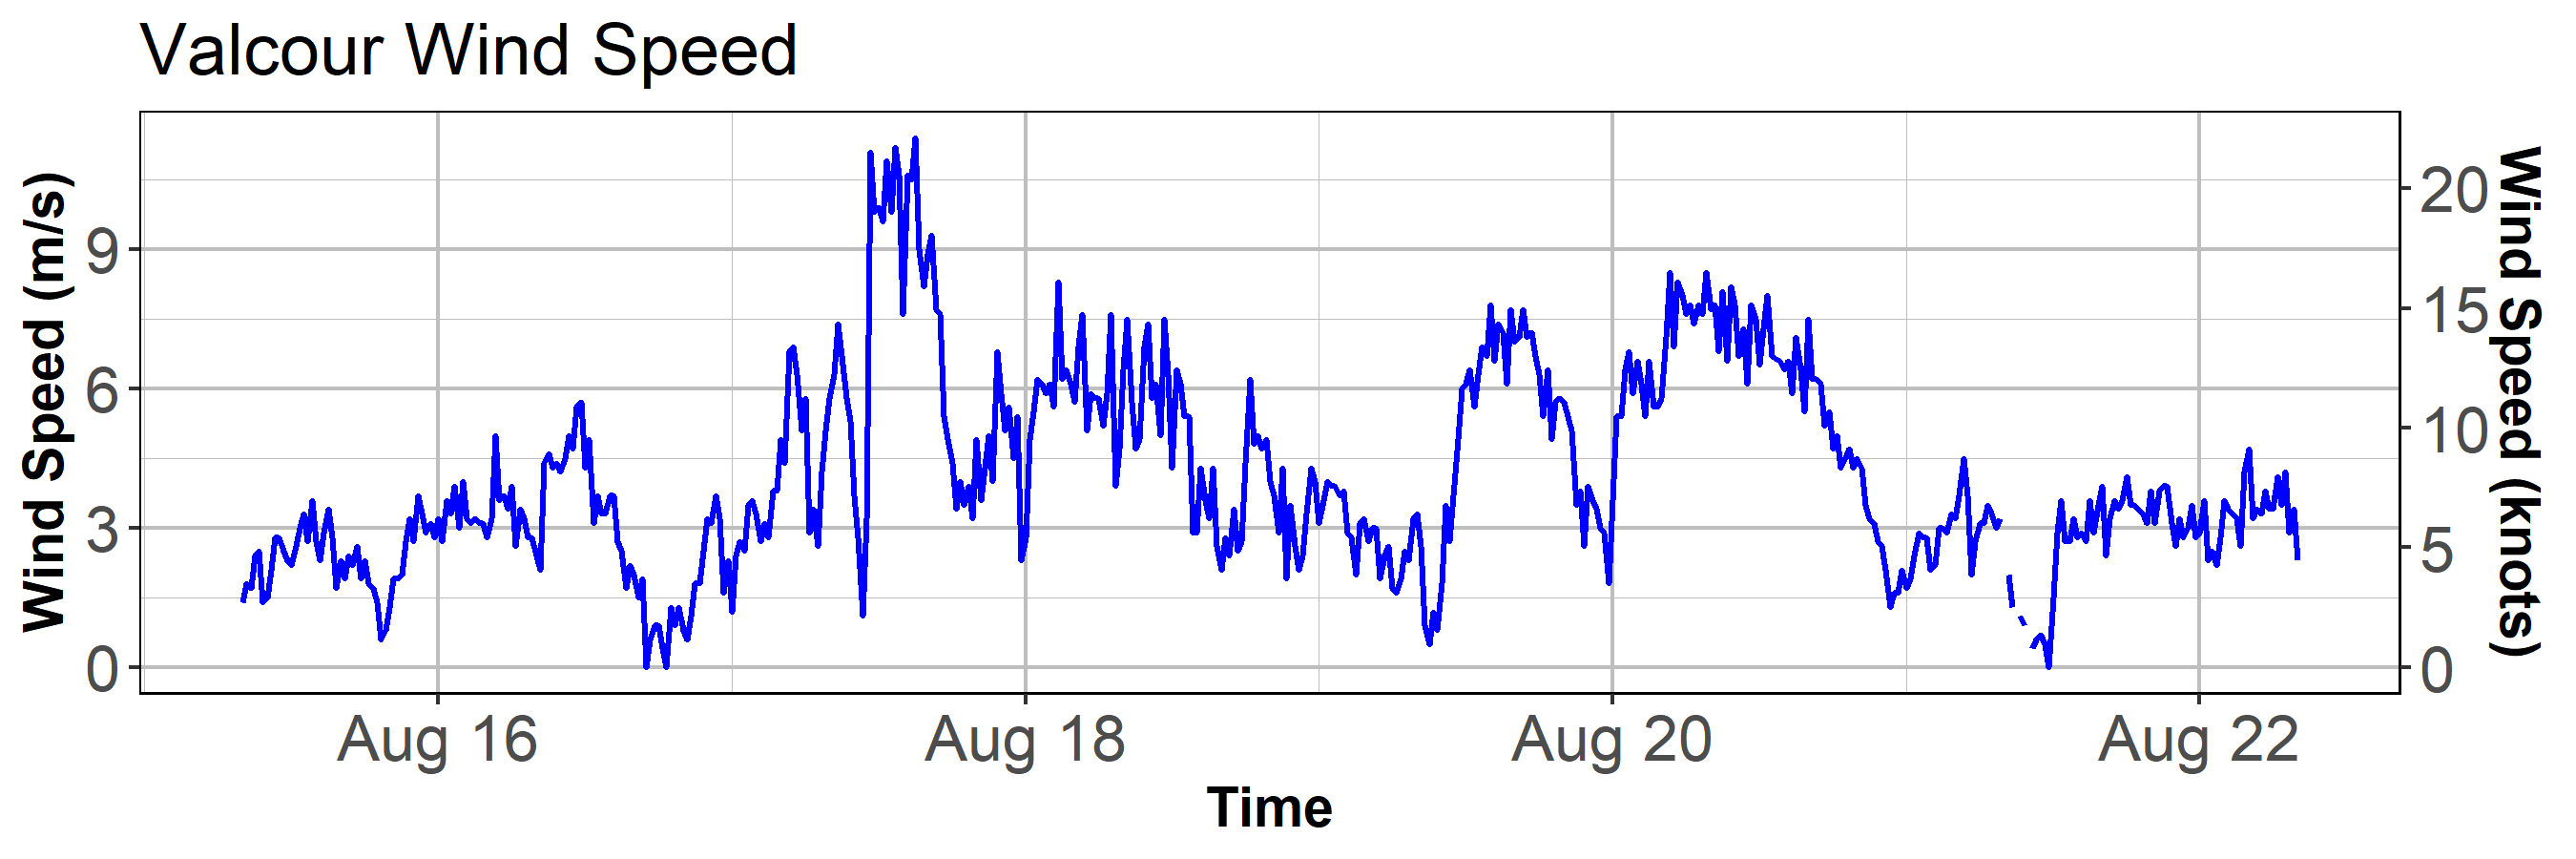 Valcour Wind Speed
Wind Speed (m/s)
9
6
3
0
20
15
10
5
0
Wind Speed (knots)
Aug 16
Aug 18
Aug 20
Aug 22
Time